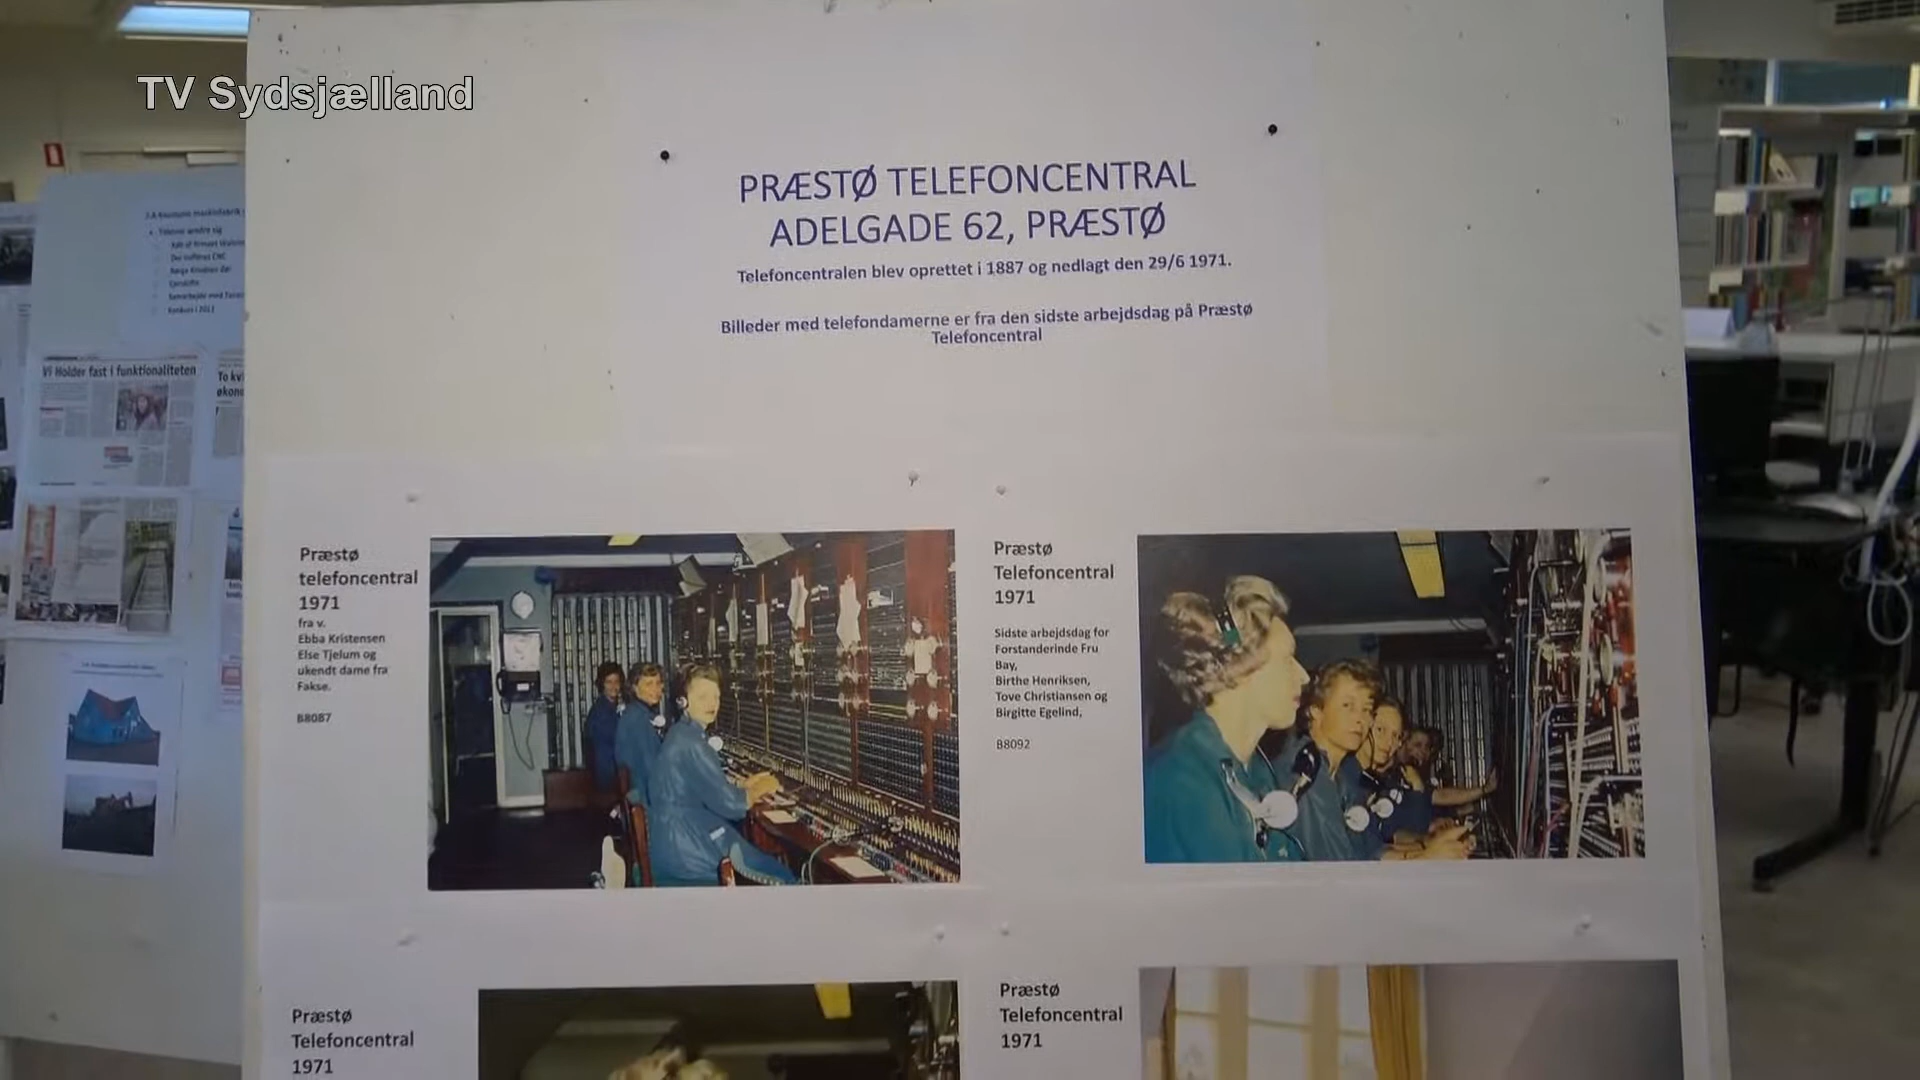 TV Sydsjælland
PRÆSTØ TELEFONCENTRAL
ADELGADE 62, PRÆSTØ
Telefoncentralen blev oprettet i 1887 og nedlagt den 29/6 1971.
Billeder med telefondamerne er fra den sidste arbejdsdag på Præstø
Telefoncentral
Vi Holder fast i funktionaliteten
Præstø
telefoncentral
1971
fra v.
Ebba Kristensen
Else Tjelum og
ukendt dame fra
Fakse.
B8087
Præstø
Telefoncentral
1971
Sidste arbejdsdag for
Forstanderinde Fru
Bay,
Birthe Henriksen,
Tove Christiansen og
Birgitte Egelind,
B8092
Præstø
Telefoncentral
1971
Præstø
Telefoncentral
1971